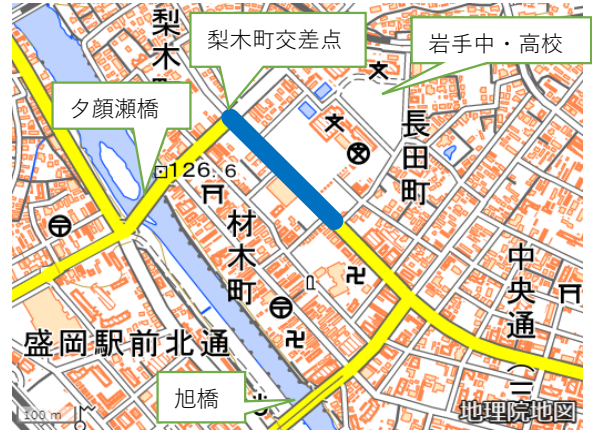 梨木
梨木町交差点
岩手中・高校
夕顔瀬橋
長田町
126.6
材木町
中央通
盛岡駅前北通
旭橋
100 m
地理院地図